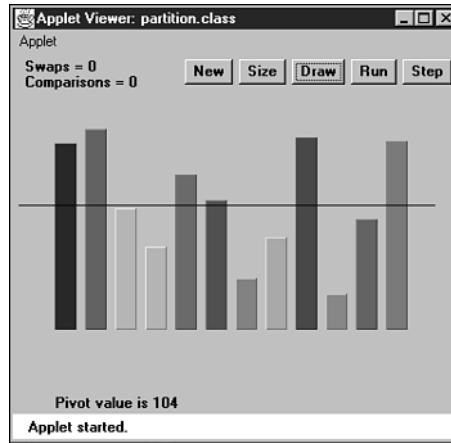 Applet Viewer: partition.class
Applet
Swaps = 0
Comparisons = 0
New Size Draw Run Step
Pivot value is 104
Applet started.